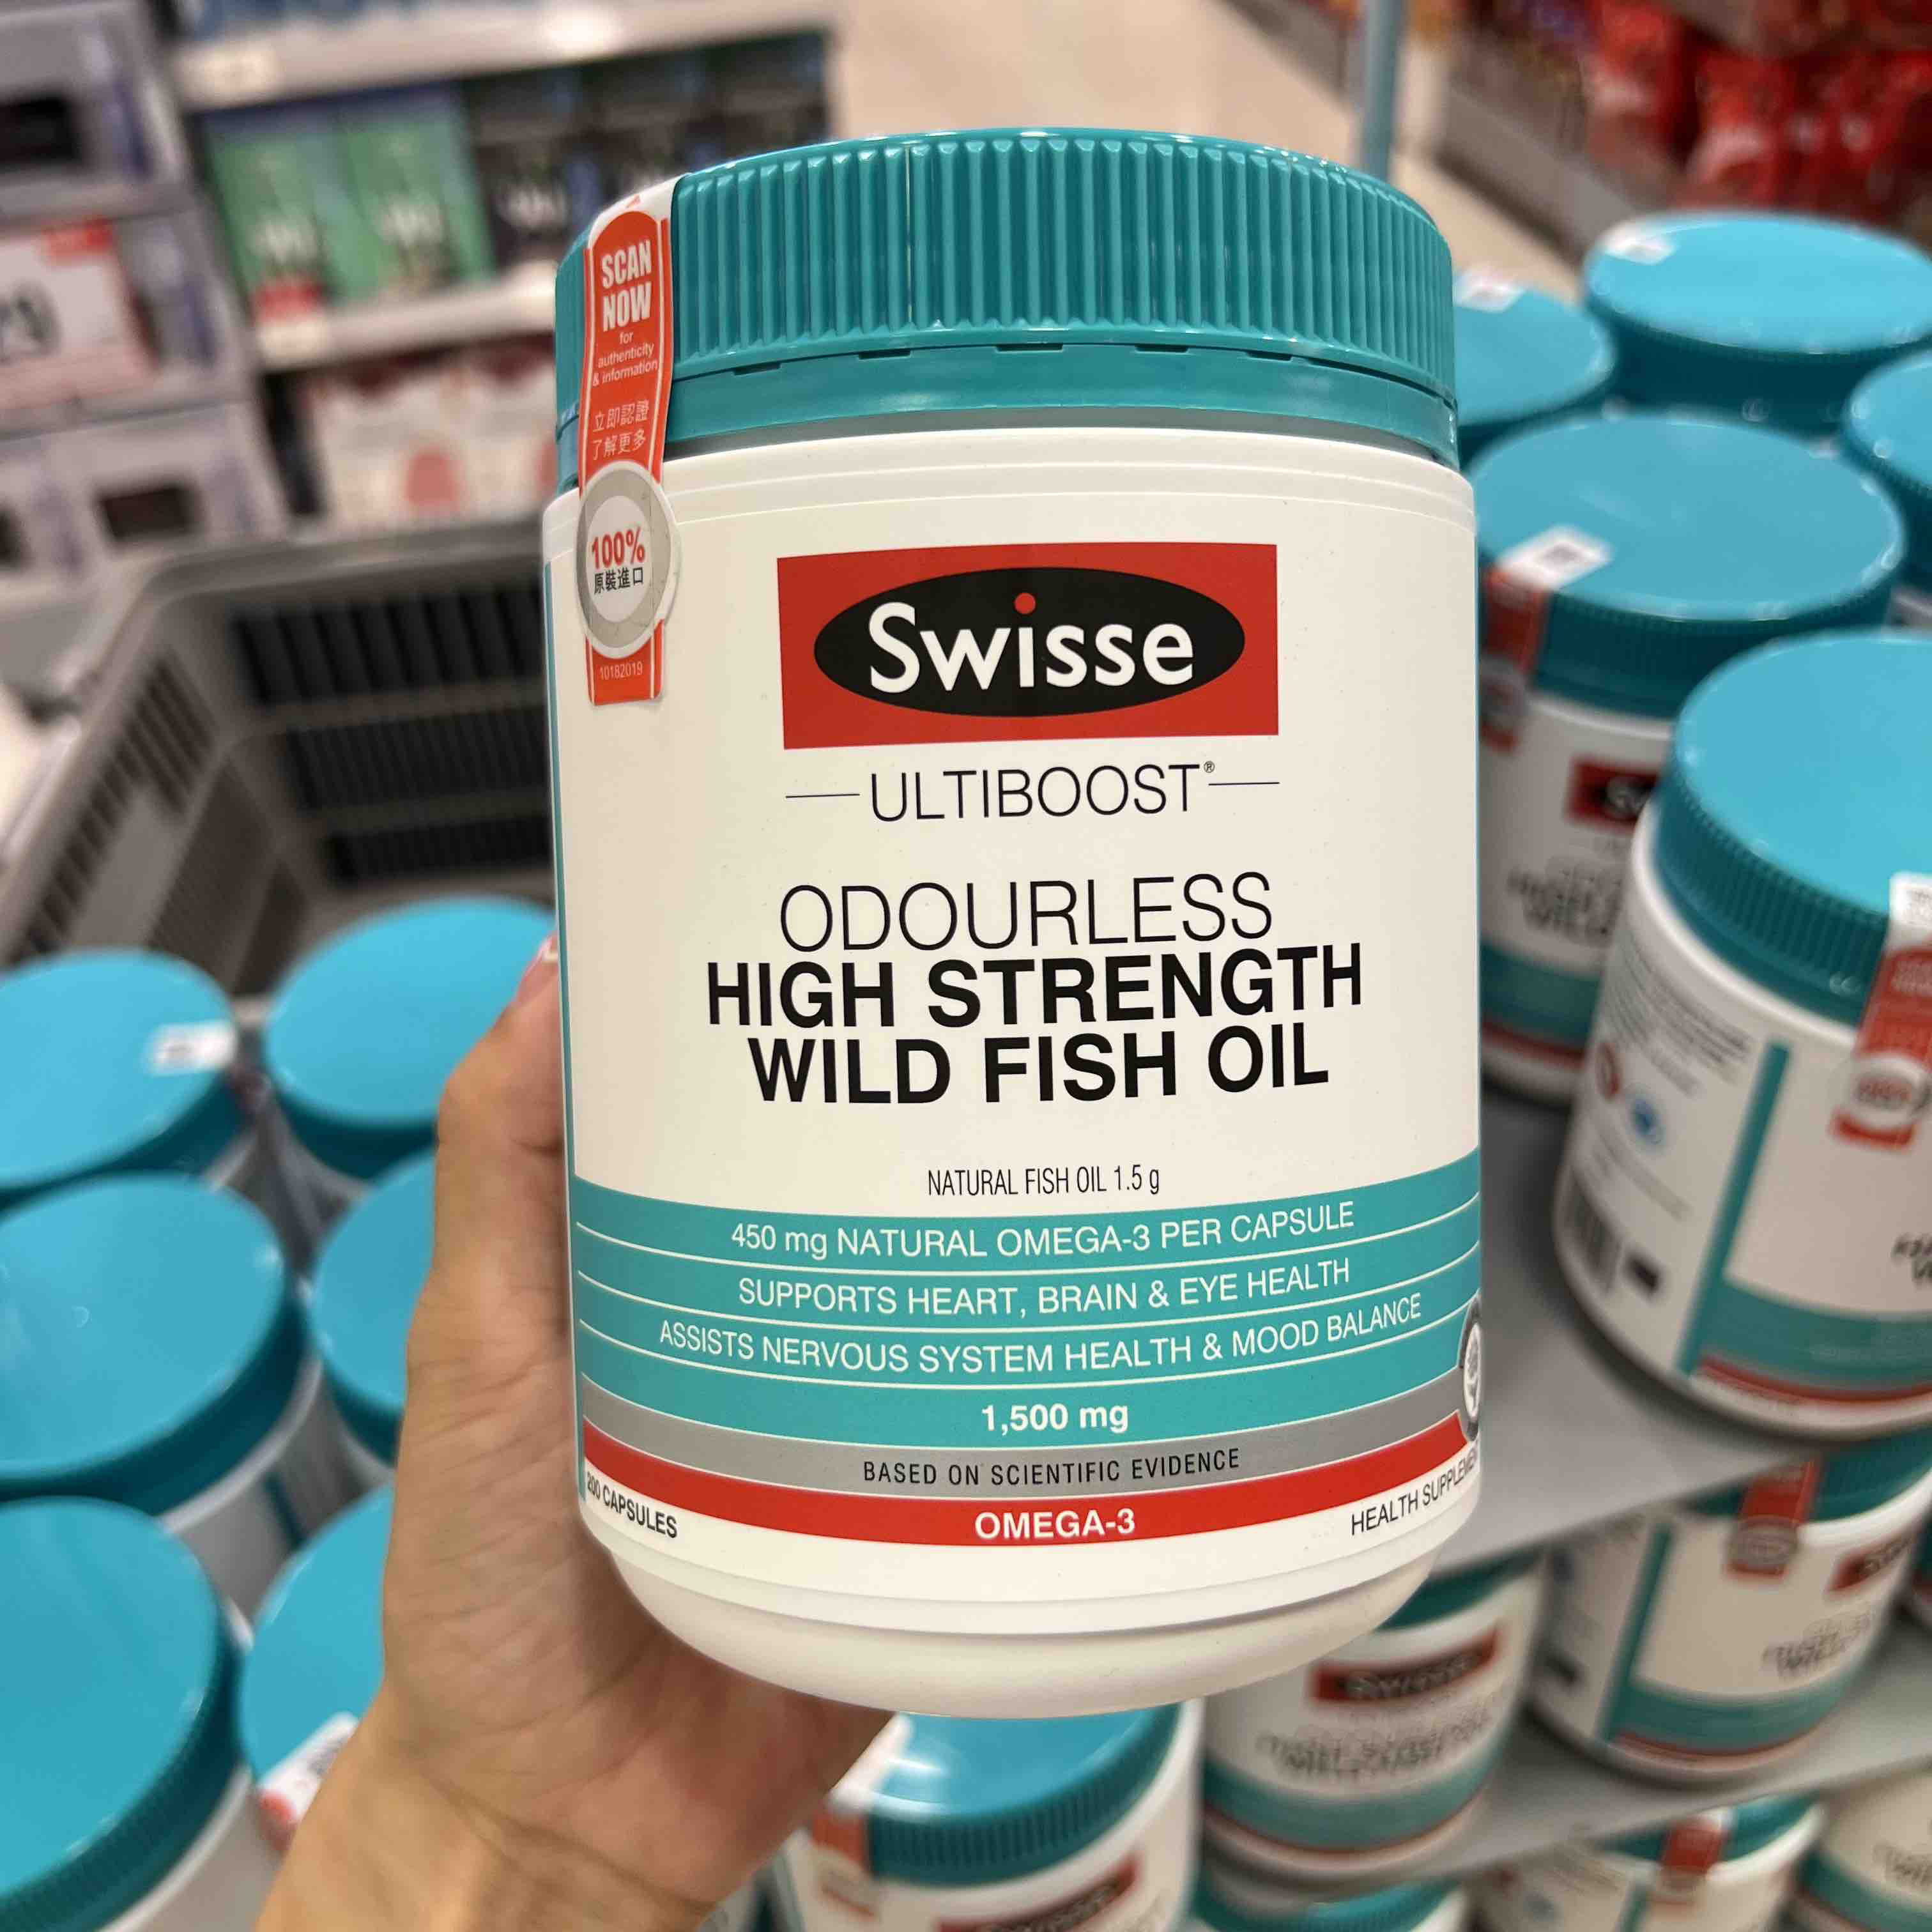 SCAN
NOW
for
authenticity
& information
立即認證
了解更多
100%
原裝進口
10182019
Swisse
ULTIBOOST®
ODOURLESS
HIGH STRENGTH
WILD FISH OIL
NATURAL FISH OIL 1.5 g
450 mg NATURAL OMEGA-3 PER CAPSULE
SUPPORTS HEART, BRAIN & EYE HEALTH
ASSISTS NERVOUS SYSTEM HEALTH & MOOD BALANCE
1,500 mg
BASED ON SCIENTIFIC EVIDENCE
OMEGA-3
200 CAPSULES
HEALTH